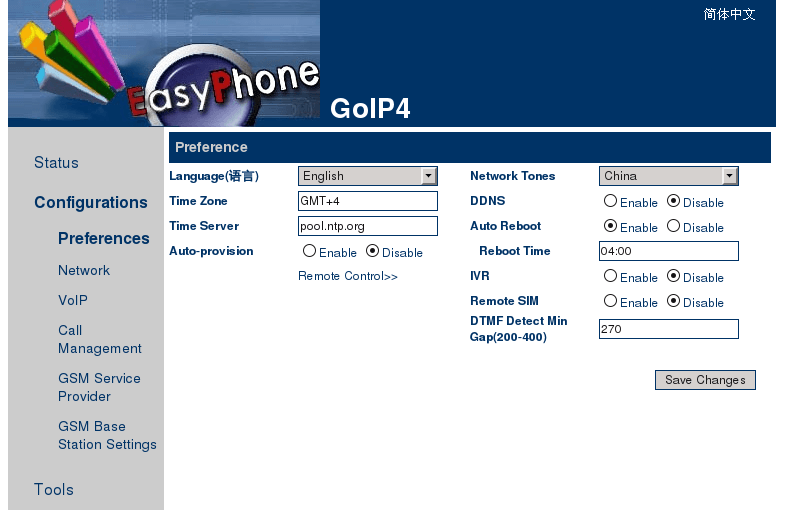 简体中文
EasyPhone
GoIP4
Status
Configurations
Preferences
Network
VoIP
Call
Management
GSM Service
Provider
GSM Base
Station Settings
Tools
Preference
Language(语言)
English
Time Zone
GMT+4
Time Server
pool.ntp.org
Auto-provision
Enable Disable
Remote Control>>
Network Tones
China
DDNS
Enable Disable
Auto Reboot
Enable Disable
Reboot Time
04:00
IVR
Enable Disable
Remote SIM
Enable Disable
DTMF Detect Min
Gap(200-400)
270
Save Changes